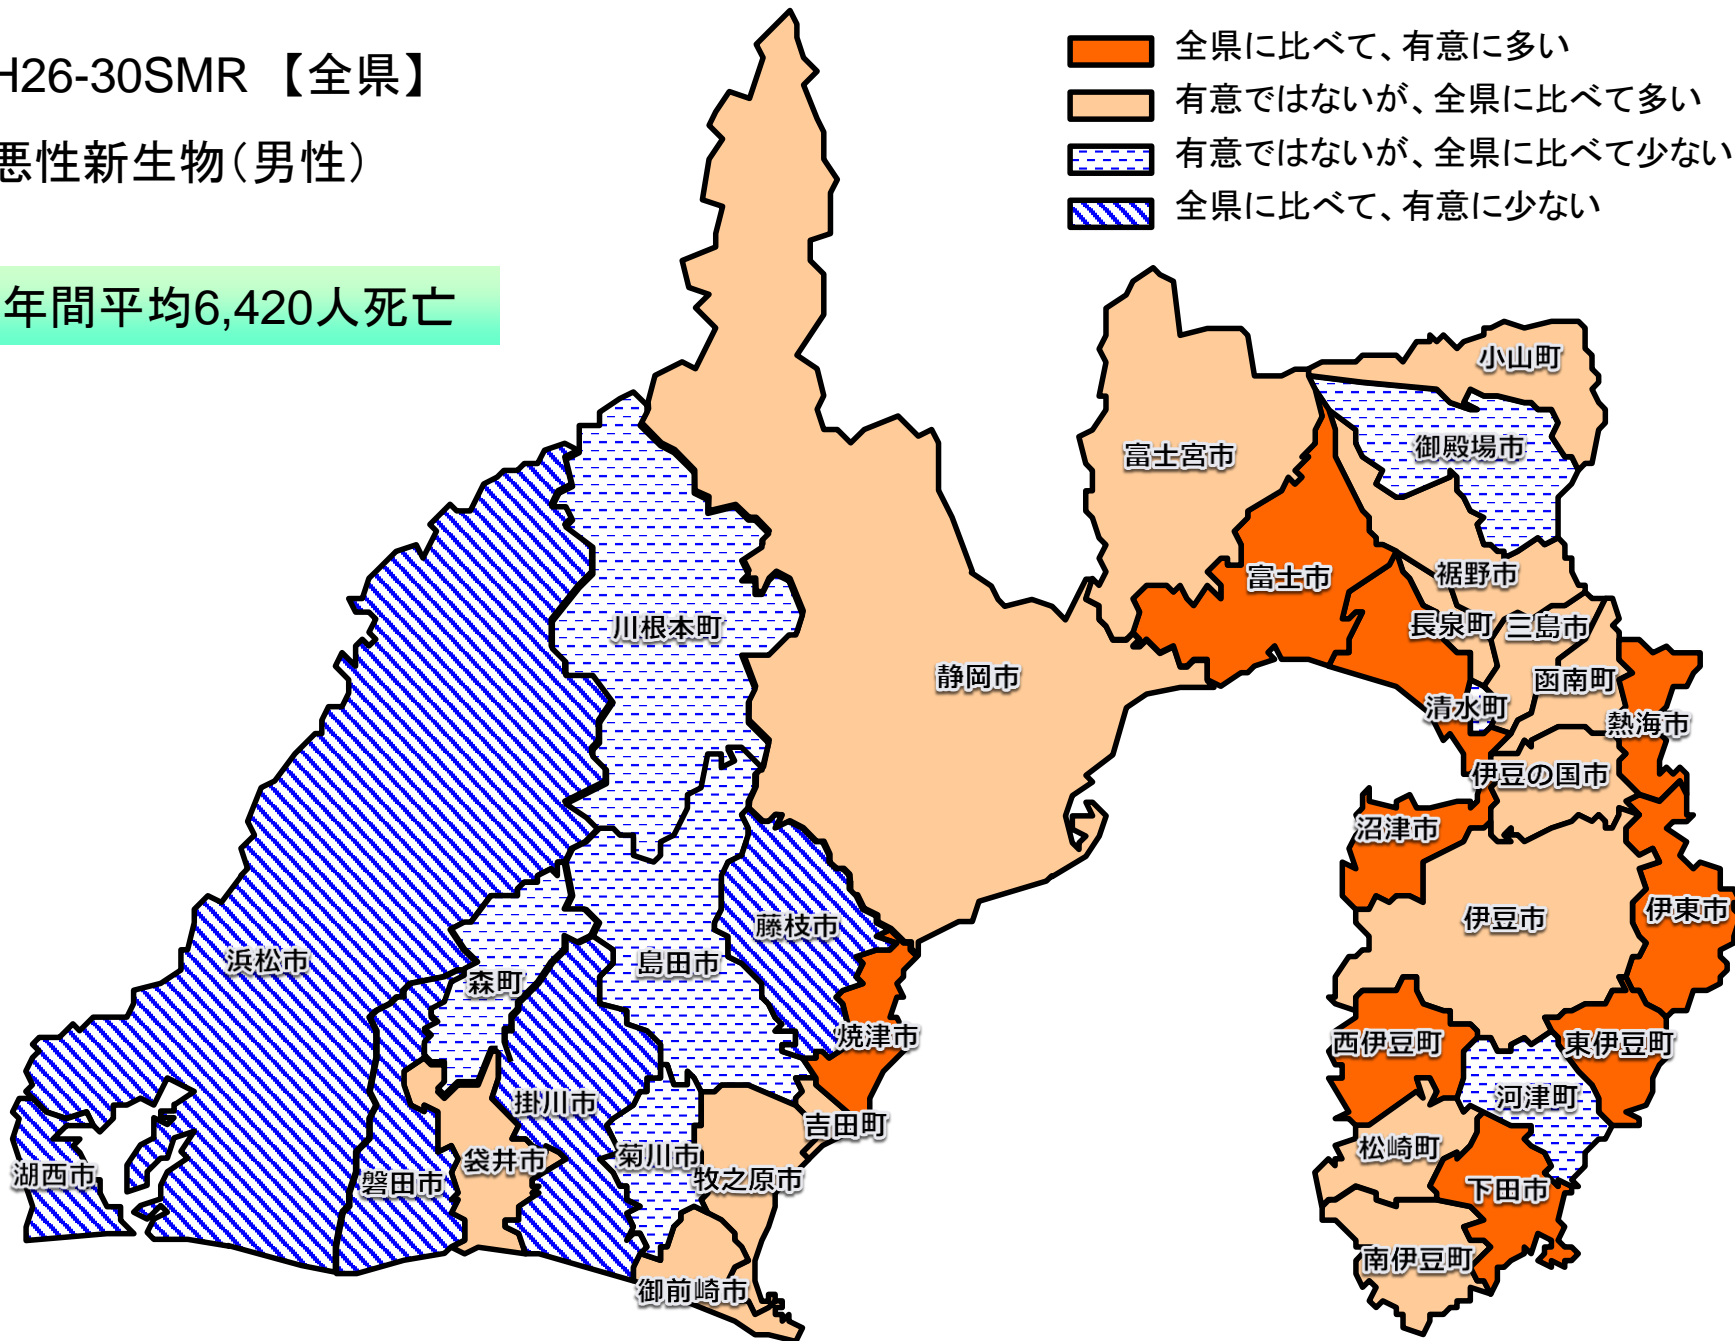 H26-30SMR 【全県】
悪性新生物（男性）
年間平均6,420人死亡
全県に比べて、有意に多い
有意ではないが、全県に比べて多い
有意ではないが、全県に比べて少ない
全県に比べて、有意に少ない
小山町
御殿場市
富士宮市
富士市
裾野市
長泉町
三島市
川根本町
静岡市
函南町
清水町
熱海市
伊豆の国市
沼津市
伊豆市
伊東市
藤枝市
浜松市
島田市
森町
焼津市
西伊豆町
東伊豆町
河津町
掛川市
吉田町
松崎町
湖西市
磐田市
袋井市
菊川市
牧之原市
下田市
南伊豆町
御前崎市